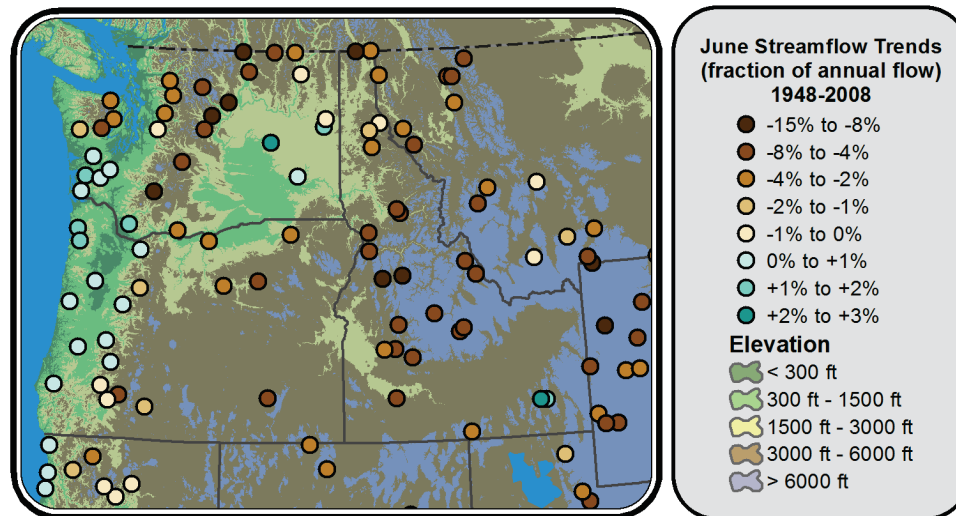 June Streamflow Trends
(fraction of annual flow)
1948-2008
-15% to -8%
-8% to -4%
-4% to -2%
-2% to -1%
-1% to 0%
0% to +1%
+1% to +2%
+2% to +3%
Elevation
< 300 ft
300 ft - 1500 ft
1500 ft - 3000 ft
3000 ft - 6000 ft
> 6000 ft